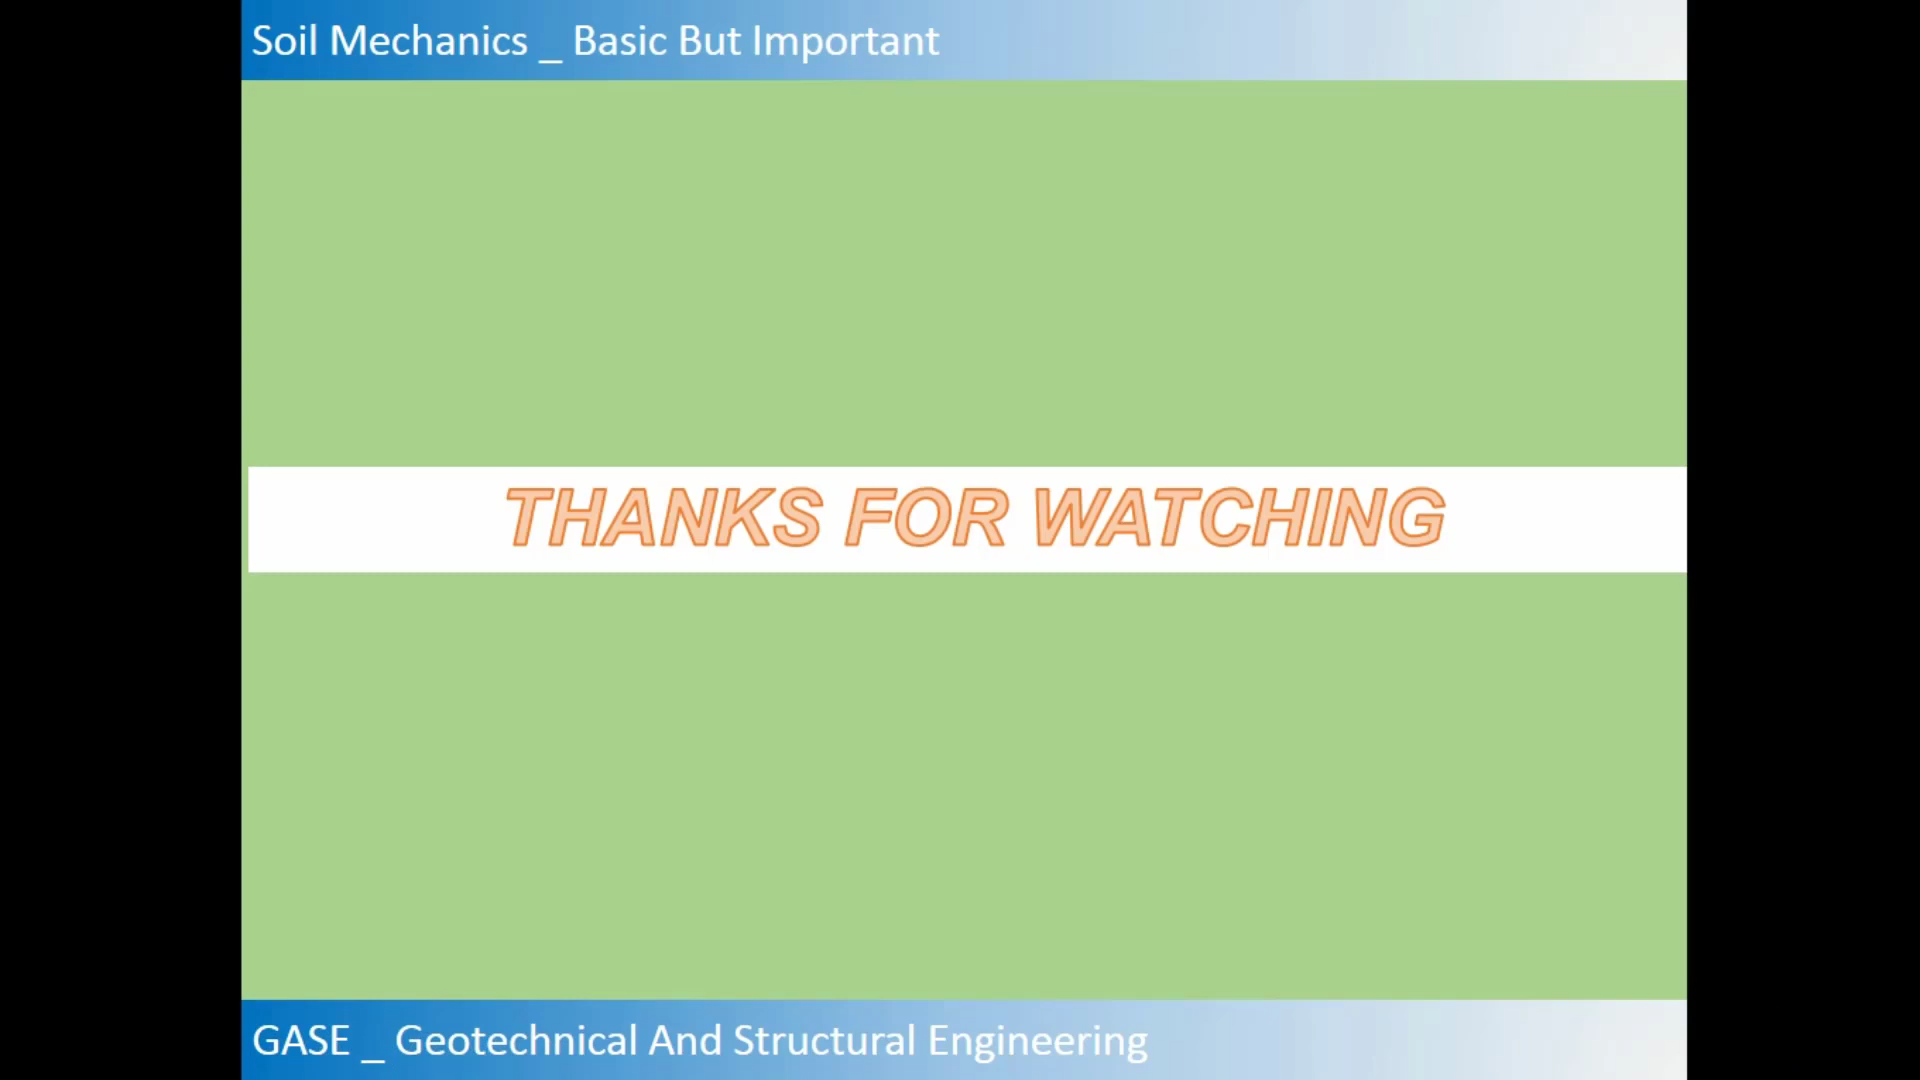 Soil Mechanics _ Basic But Important
THANKS FOR WATCHING
GASE _ Geotechnical And Structural Engineering